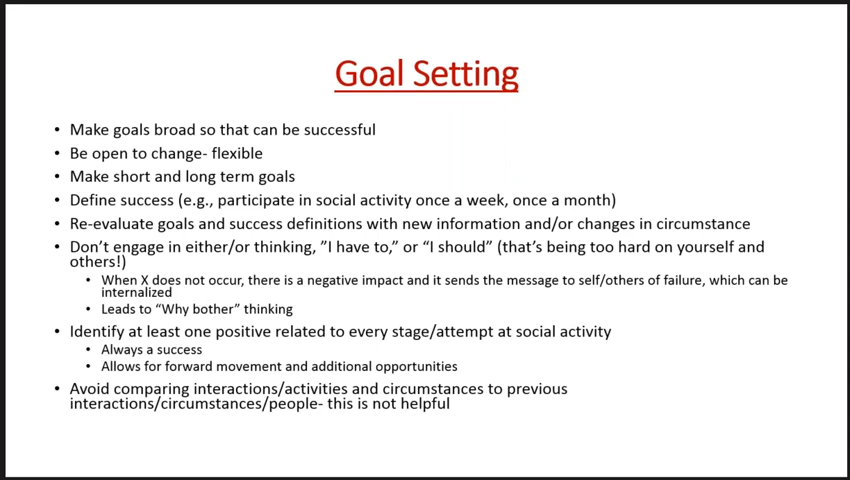 Goal Setting
• Make goals broad so that can be successful
• Be open to change- flexible
• Make short and long term goals
• Define success (e.g., participate in social activity once a week, once a month)
• Re-evaluate goals and success definitions with new information and/or changes in circumstance
• Don’t engage in either/or thinking, ”I have to,” or “I should” (that’s being too hard on yourself and
others!)
• When X does not occur, there is a negative impact and it sends the message to self/others of failure, which can be
internalized
• Leads to “Why bother” thinking
• Identify at least one positive related to every stage/attempt at social activity
• Always a success
• Allows for forward movement and additional opportunities
• Avoid comparing interactions/activities and circumstances to previous
interactions/circumstances/people- this is not helpful